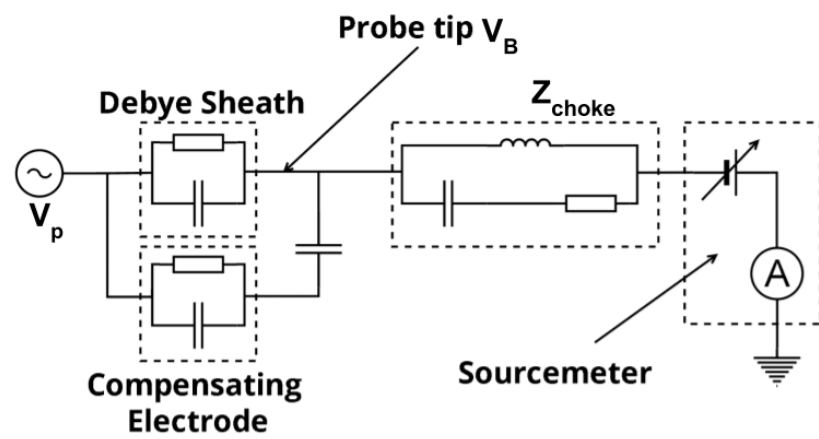 Probe tip V_B
Debye Sheath
Z_choke
V_p
A
Sourcemeter
Compensating
Electrode